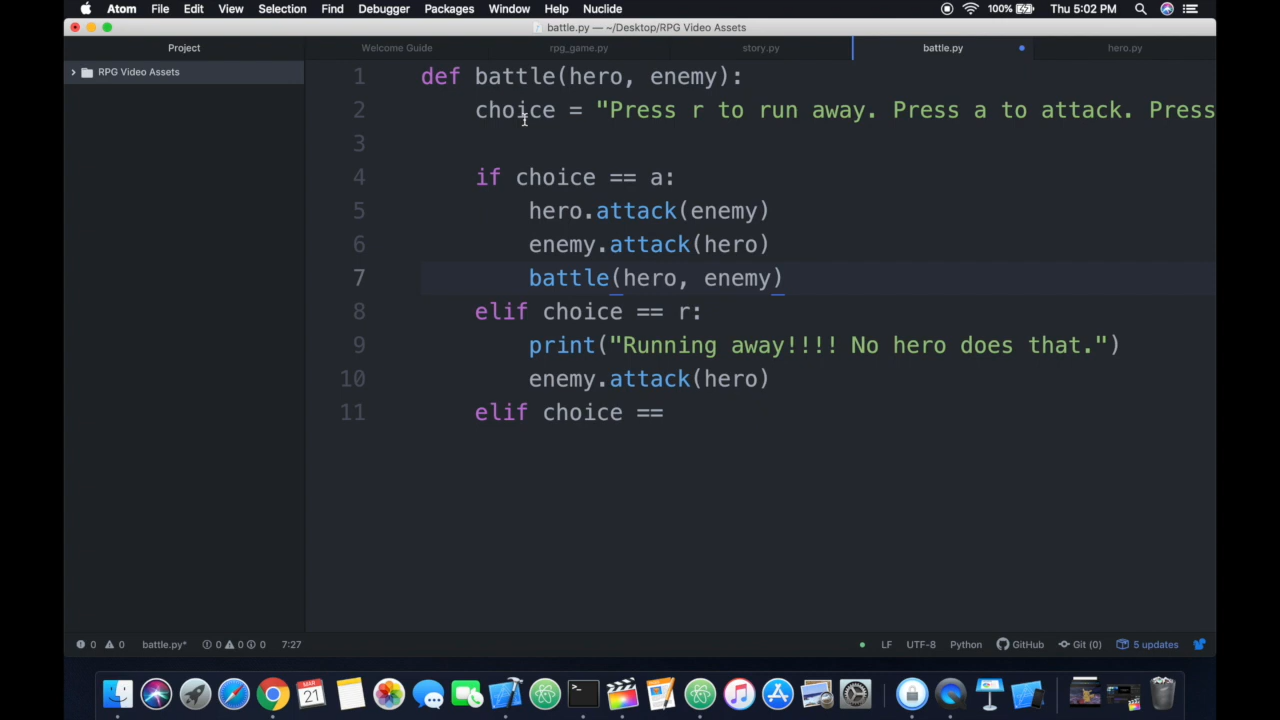 Atom File Edit View Selection Find Debugger Packages Window Help Nuclide 100% Thu 5:02 PM
battle.py — ~/Desktop/RPG Video Assets
Project Welcome Guide rpg_game.py story.py battle.py hero.py
RPG Video Assets
1 def battle(hero, enemy):
2 choice = "Press r to run away. Press a to attack. Press
3
4 if choice == a:
5 hero.attack(enemy)
6 enemy.attack(hero)
7 battle(hero, enemy)
8 elif choice == r:
9 print("Running away!!!! No hero does that.")
10 enemy.attack(hero)
11 elif choice ==
0 0 battle.py* 0 0 0 7:27 LF UTF-8 Python GitHub Git (0) 5 updates
MAR
21